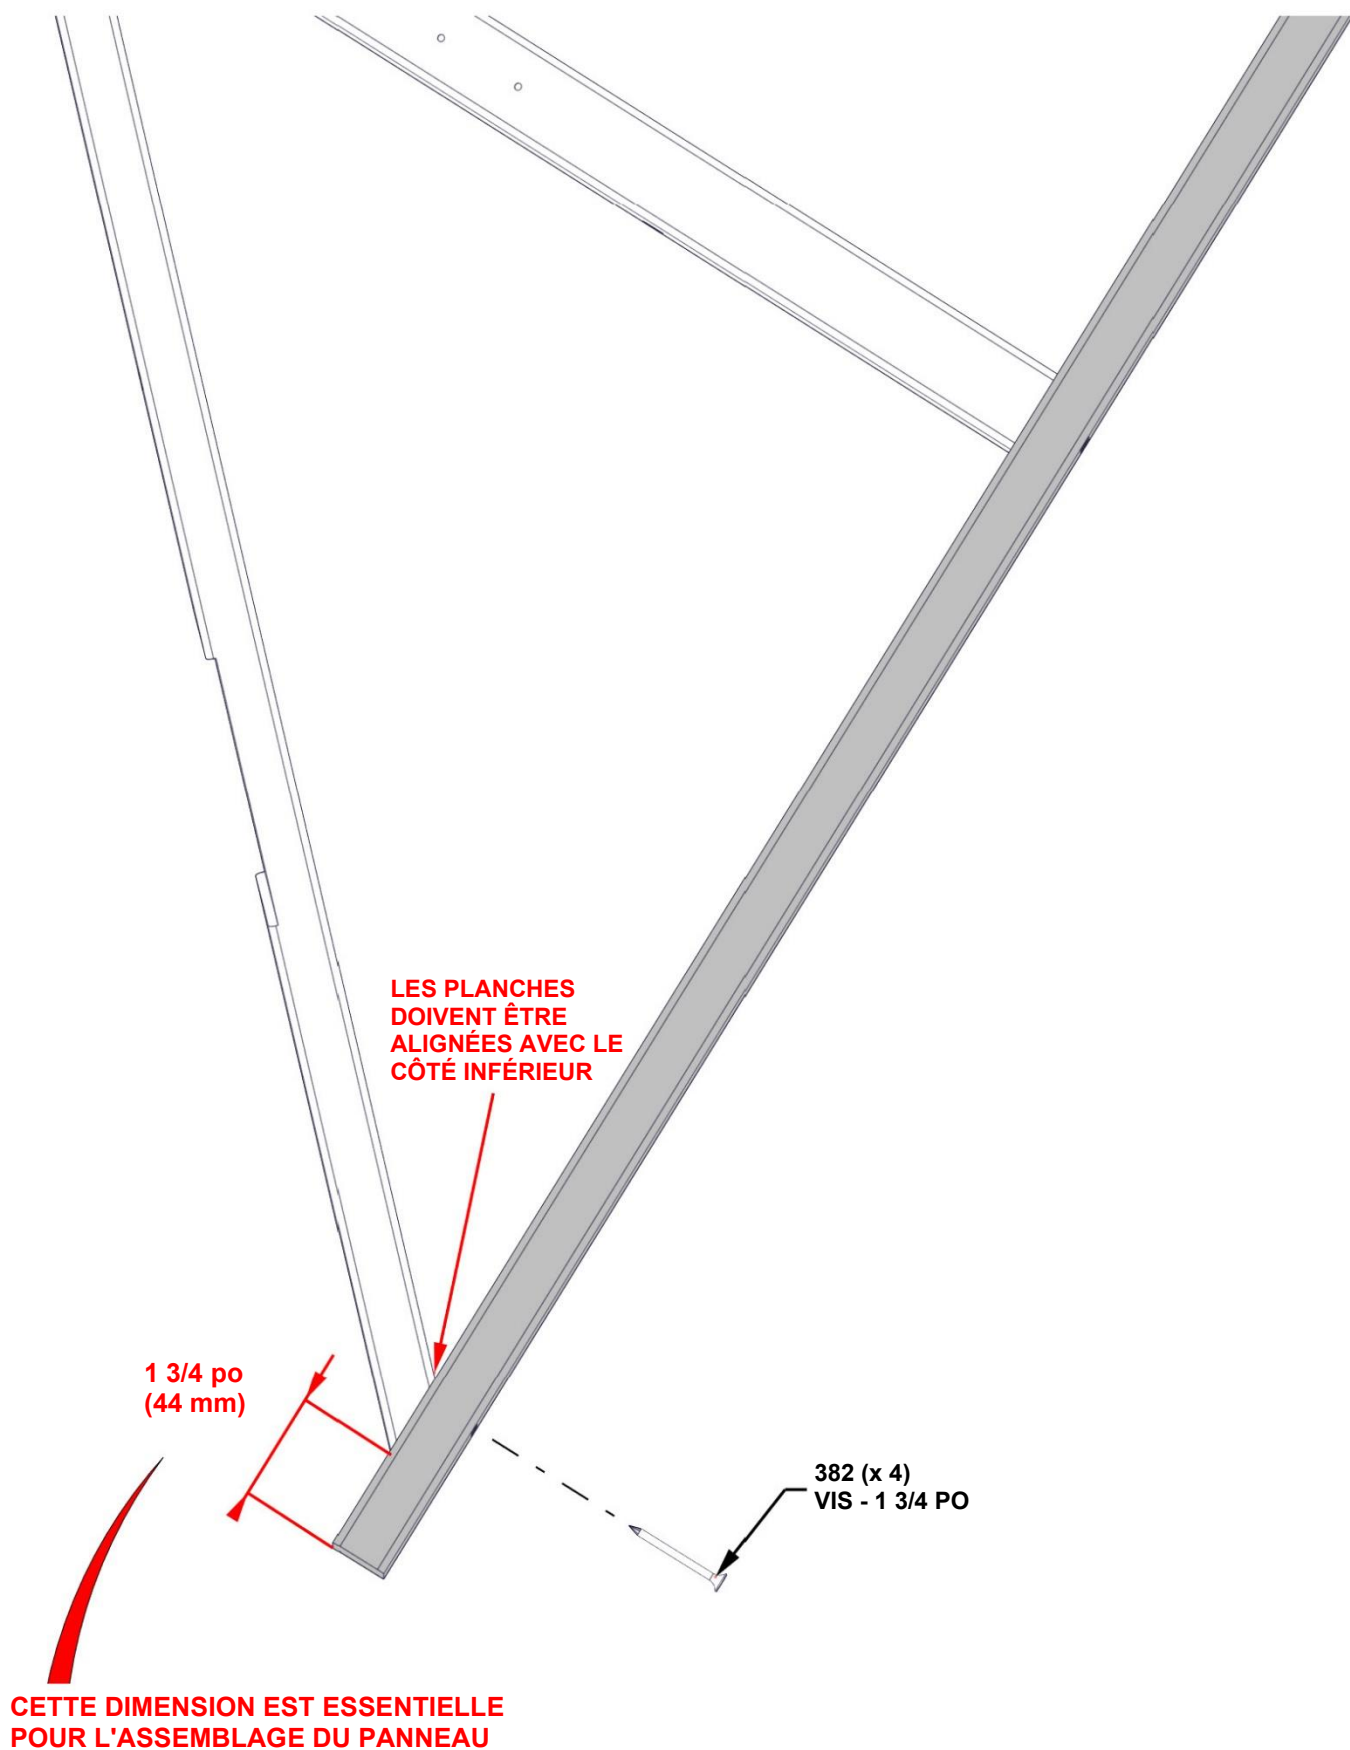 LES PLANCHES
DOIVENT ÊTRE
ALIGNÉES AVEC LE
CÔTÉ INFÉRIEUR
1 3/4 po
(44 mm)
382 (x 4)
VIS - 1 3/4 PO
CETTE DIMENSION EST ESSENTIELLE
POUR L'ASSEMBLAGE DU PANNEAU